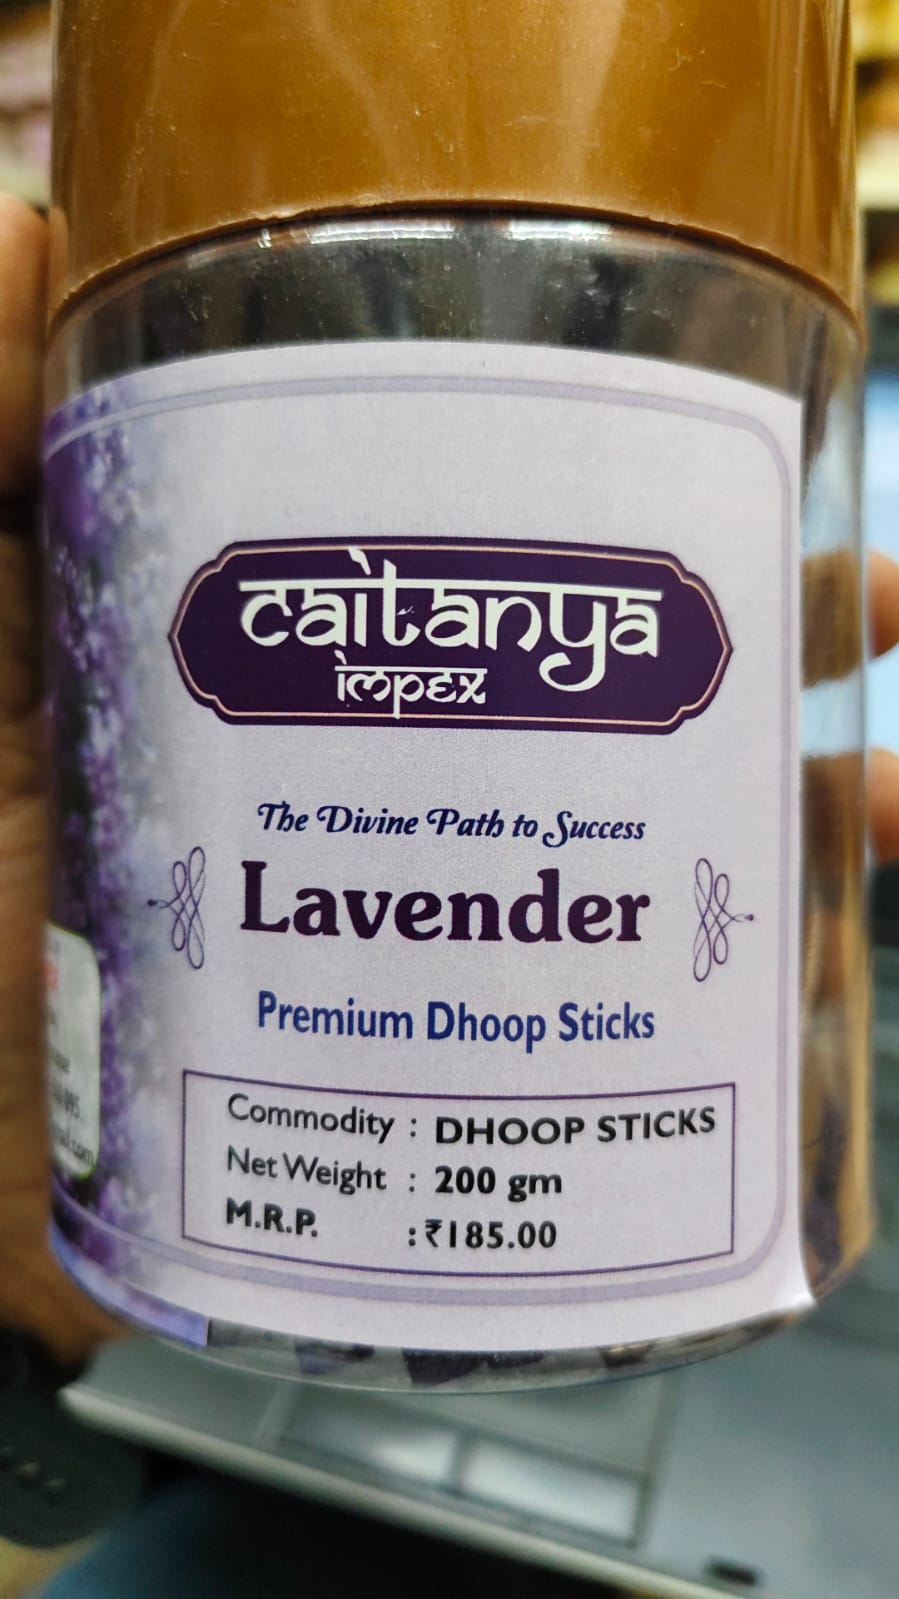 caitanya
impex
The Divine Path to Success
Lavender
Premium Dhoop Sticks
Commodity : DHOOP STICKS
Net Weight : 200 gm
M.R.P. : ₹185.00